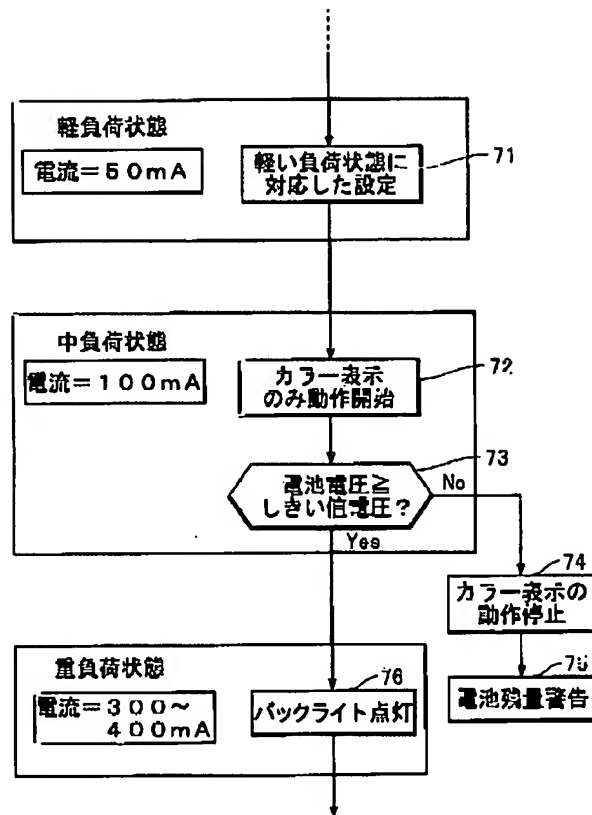 軽負荷状態
電流=50mA
軽い負荷状態に
対応した設定
71
中負荷状態
電流=100mA
カラー表示
のみ動作開始
72
電池電圧≧
しきい値電圧?
73
No
Yes
74
カラー表示の
動作停止
75
電池残量警告
重負荷状態
電流=300〜
400mA
76
バックライト点灯